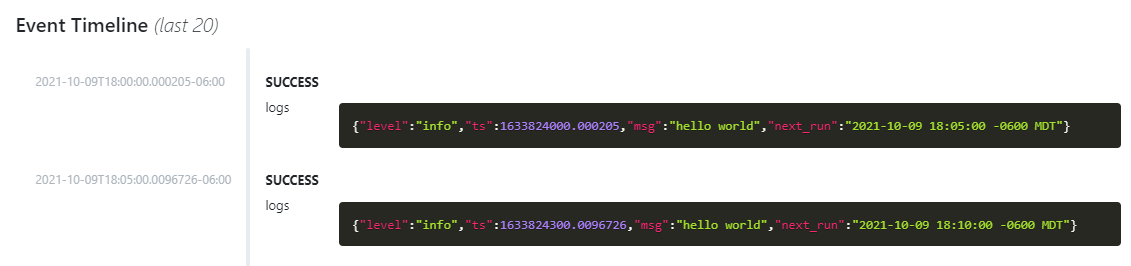 Event Timeline (last 20)
2021-10-09T18:00:00.000205-06:00
SUCCESS
logs
{"level":"info","ts":1633824000.000205,"msg":"hello world","next_run":"2021-10-09 18:05:00 -0600 MDT"}
2021-10-09T18:05:00.0096726-06:00
SUCCESS
logs
{"level":"info","ts":1633824300.0096726,"msg":"hello world","next_run":"2021-10-09 18:10:00 -0600 MDT"}